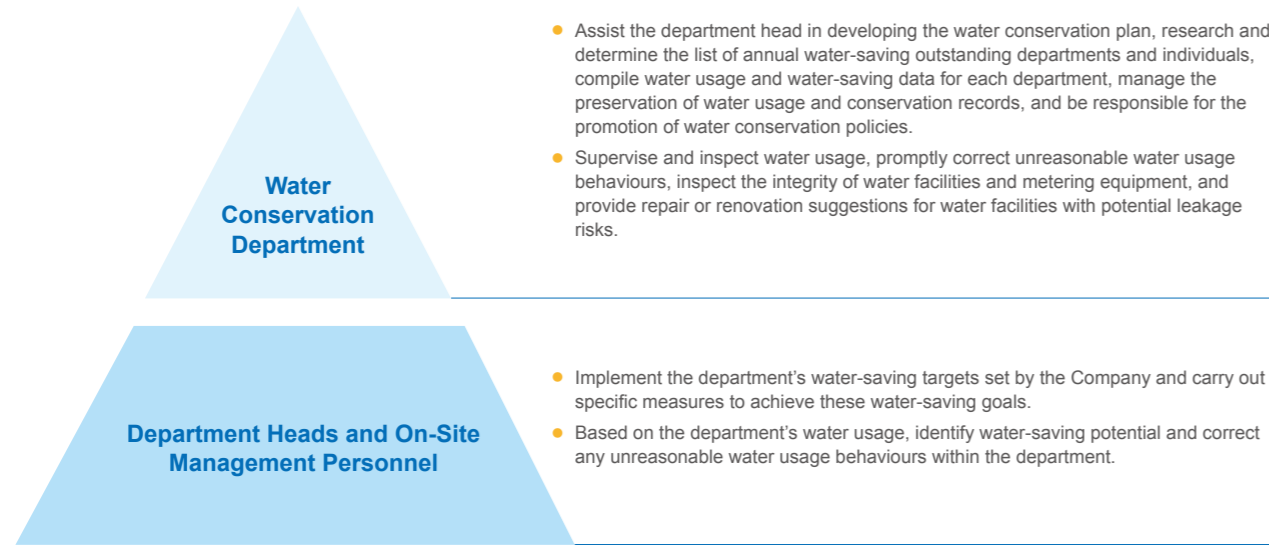 Water
Conservation
Department
Assist the department head in developing the water conservation plan, research and
determine the list of annual water-saving outstanding departments and individuals,
compile water usage and water-saving data for each department, manage the
preservation of water usage and conservation records, and be responsible for the
promotion of water conservation policies.
Supervise and inspect water usage, promptly correct unreasonable water usage
behaviours, inspect the integrity of water facilities and metering equipment, and
provide repair or renovation suggestions for water facilities with potential leakage
risks.
Department Heads and On-Site
Management Personnel
Implement the department's water-saving targets set by the Company and carry out
specific measures to achieve these water-saving goals.
Based on the department's water usage, identify water-saving potential and correct
any unreasonable water usage behaviours within the department.